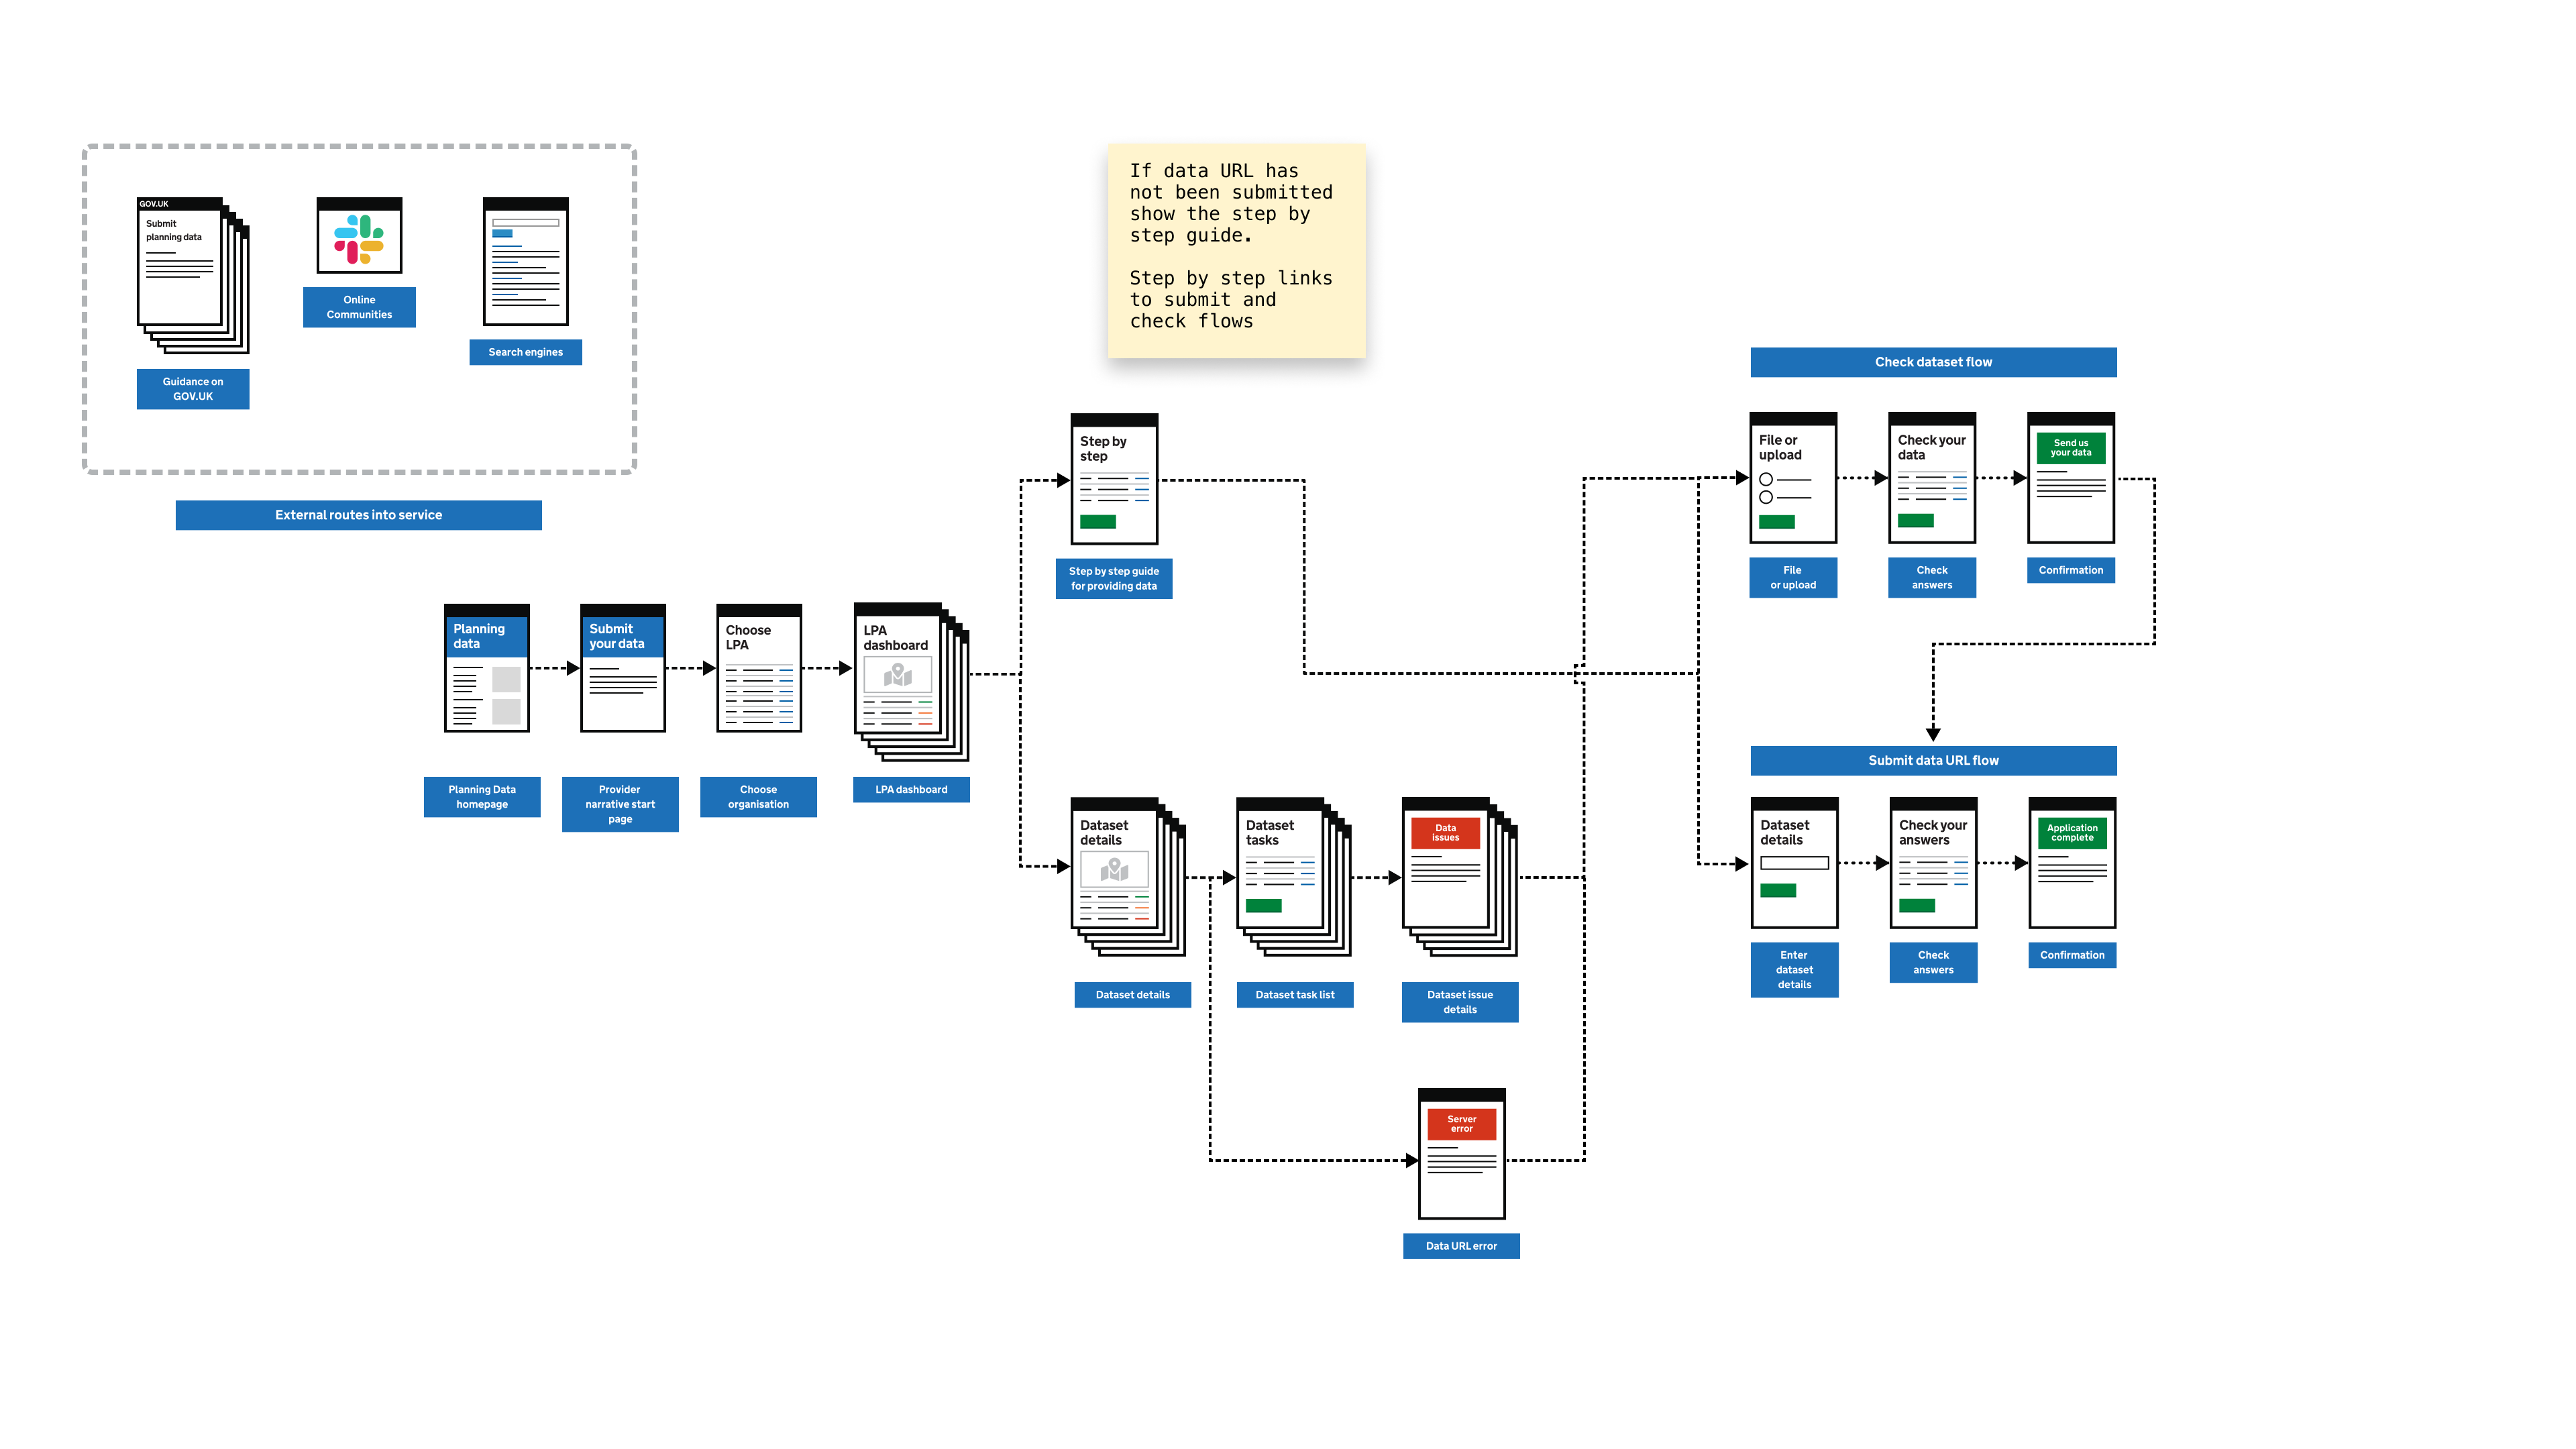 GOV.UK
Submit
planning data
Guidance on
GOV.UK
Online
Communities
Search engines
External routes into service
If data URL has
not been submitted
show the step by
step guide.
Step by step links
to submit and
check flows
Planning
data
Planning Data
homepage
Submit
your data
Provider
narrative start
page
Choose
LPA
Choose
organisation
LPA
dashboard
LPA dashboard
Step by
step
Step by step guide
for providing data
Dataset
details
Dataset details
Dataset
tasks
Dataset task list
Data
issues
Dataset issue
details
Server
error
Data URL error
Check dataset flow
File or
upload
File
or upload
Check your
data
Check
answers
Send us
your data
Confirmation
Submit data URL flow
Dataset
details
Enter
dataset
details
Check your
answers
Check
answers
Application
complete
Confirmation